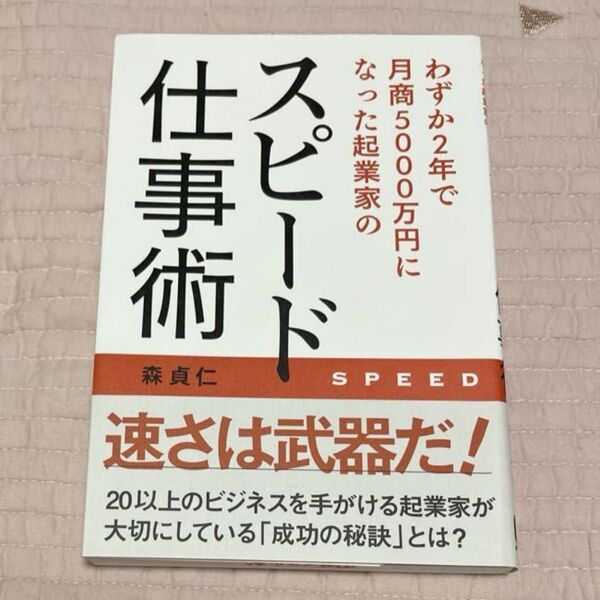 わずか2年で
月商5000万円に
なった起業家の
スピード
仕事術
森貞仁
SPEED
速さは武器だ!
20以上のビジネスを手がける起業家が
大切にしている「成功の秘訣」とは?